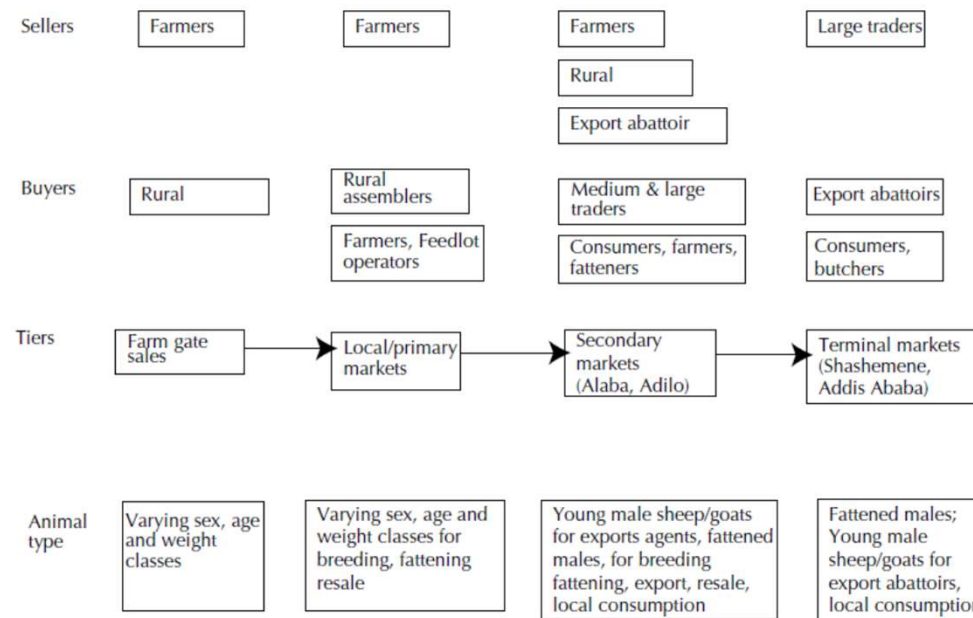 Sellers
Farmers
Farmers
Farmers
Large traders
Rural
Export abattoir
Buyers
Rural
Rural
assemblers
Farmers, Feedlot
operators
Medium & large
traders
Consumers, farmers,
fatteners
Export abattoirs
Consumers,
butchers
Tiers
Farm gate
sales
Local/primary
markets
Secondary
markets
(Alaba, Adilo)
Terminal markets
(Shashemene,
Addis Ababa)
Animal
type
Varying sex, age
and weight
classes
Varying sex, age and
weight classes for
breeding, fattening
resale
Young male sheep/goats
for exports agents, fattened
males, for breeding
fattening, export, resale,
local consumption
Fattened males;
Young male
sheep/goats for
export abattoirs,
local consumption